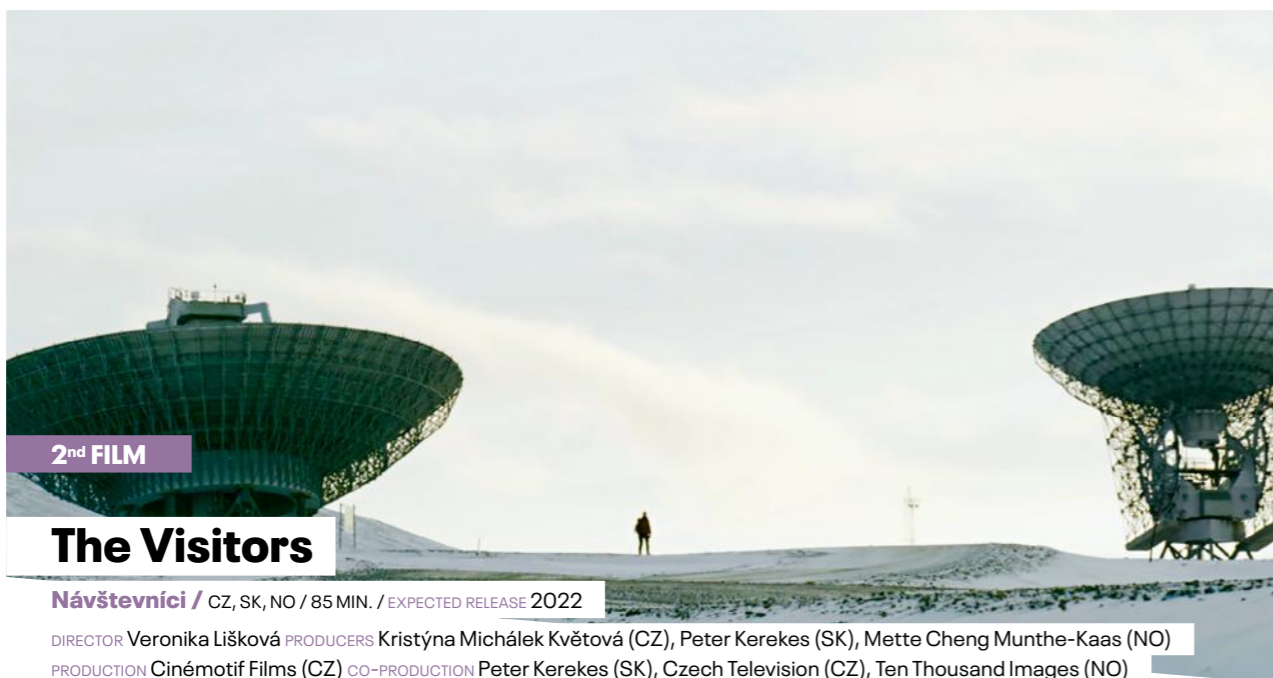 2nd FILM
The Visitors
Návštevníci / CZ, SK, NO / 85 MIN. / EXPECTED RELEASE 2022
DIRECTOR Veronika Lišková PRODUCERS Kristýna Michálek Květová (CZ), Peter Kerekes (SK), Mette Cheng Munthe-Kaas (NO)
PRODUCTION Cinémotif Films (CZ) CO-PRODUCTION Peter Kerekes (SK), Czech Television (CZ), Ten Thousand Images (NO)